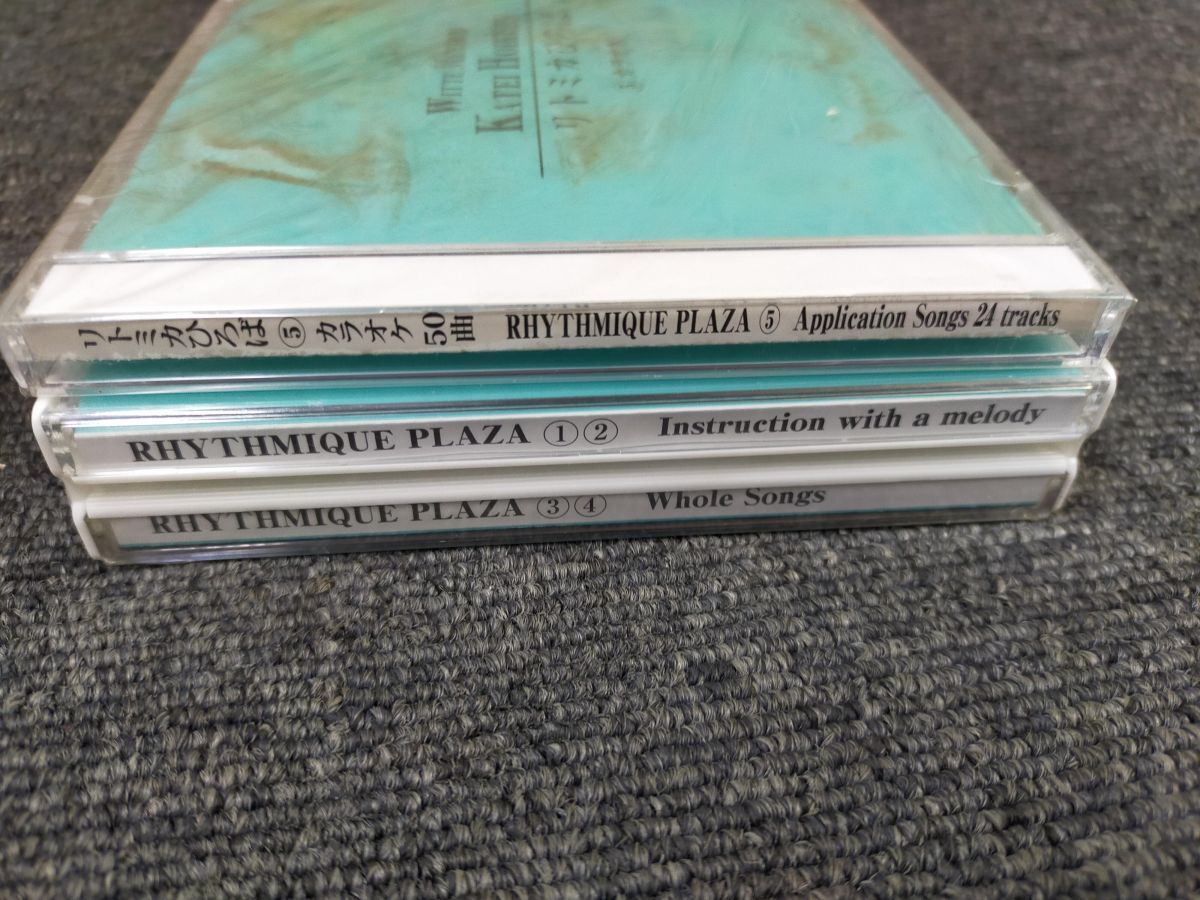 KATEI
リトミカひろば⑤ カラオケ50曲 RHYTHMIQUE PLAZA ⑤ Application Songs 24 tracks
RHYTHMIQUE PLAZA ①② Instruction with a melody
RHYTHMIQUE PLAZA ③④ Whole Songs